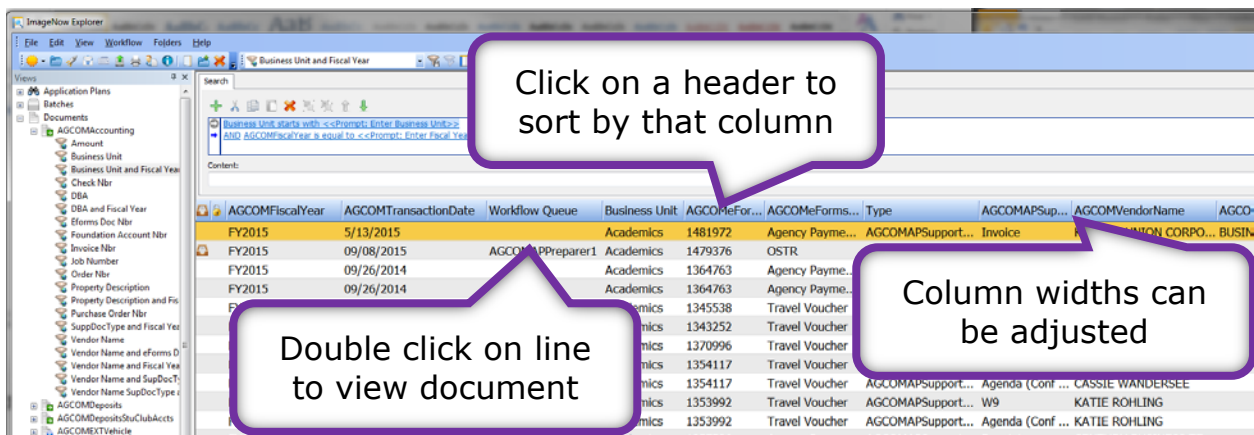 ImageNow Explorer
File Edit View Workflow Folders Help
Business Unit and Fiscal Year
Views
Search
Application Plans
Batches
Documents
AGCOMAccounting
Amount
Business Unit
Business Unit and Fiscal Year
Check Nbr
DBA
DBA and Fiscal Year
Eforms Doc Nbr
Foundation Account Nbr
Invoice Nbr
Job Number
Order Nbr
Property Description
Property Description and Fis
Purchase Order Nbr
SuppDocType and Fiscal Yea
Vendor Name
Vendor Name and eForms D
Vendor Name and Fiscal Yea
Vendor Name and SupDocT
Vendor Name SupDocType a
AGCOMDeposits
AGCOMDepositsStuClubAccts
AGCOMEXTVehicle
Business Unit starts with <<Prompt: Enter Business Unit>>
AND AGCOMFiscalYear is equal to <<Prompt: Enter Fiscal Yea
Content:
Click on a header to
sort by that column
AGCOMFiscalYear AGCOMTransactionDate Workflow Queue Business Unit AGCOMeFor... AGCOMeForms... Type AGCOMAPSup... AGCOMVendorName
FY2015 5/13/2015 Academics 1481972 Agency Payme... AGCOMAPSupport... Invoice CORPO... BUSIN
FY2015 09/08/2015 Academics 1479376 OSTR
FY2015 09/26/2014 Academics 1364763 Agency Payme...
FY2015 09/26/2014 Academics 1364763 Agency Payme...
1345538 Travel Voucher
1343252 Travel Voucher
1370996 Travel Voucher
1354117 Travel Voucher
1354117 Travel Voucher AGCOMAPSupport... Agenda (Conf ... CASSIE WANDERSEE
1353992 Travel Voucher AGCOMAPSupport... W9 KATIE ROHLING
1353992 Travel Voucher AGCOMAPSupport... Agenda (Conf ... KATIE ROHLING
Double click on line
to view document
Column widths can
be adjusted